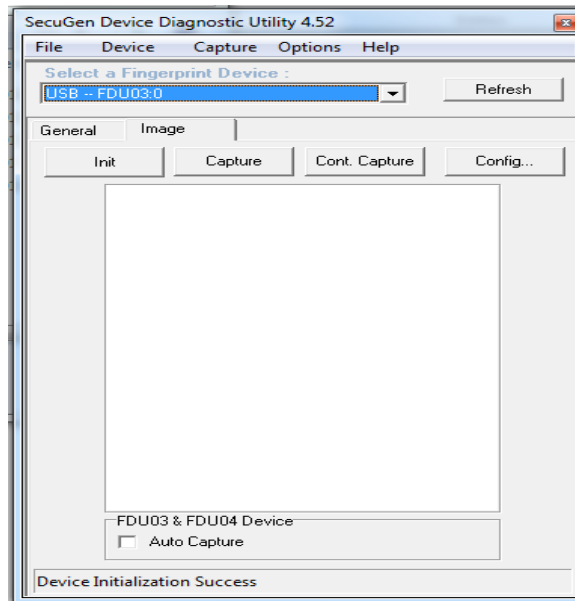 SecuGen Device Diagnostic Utility 4.52
File Device Capture Options Help
Select a Fingerprint Device :
USB -- FDU03:0
Refresh
General Image
Init Capture Cont. Capture Config...
FDU03 & FDU04 Device
Auto Capture
Device Initialization Success